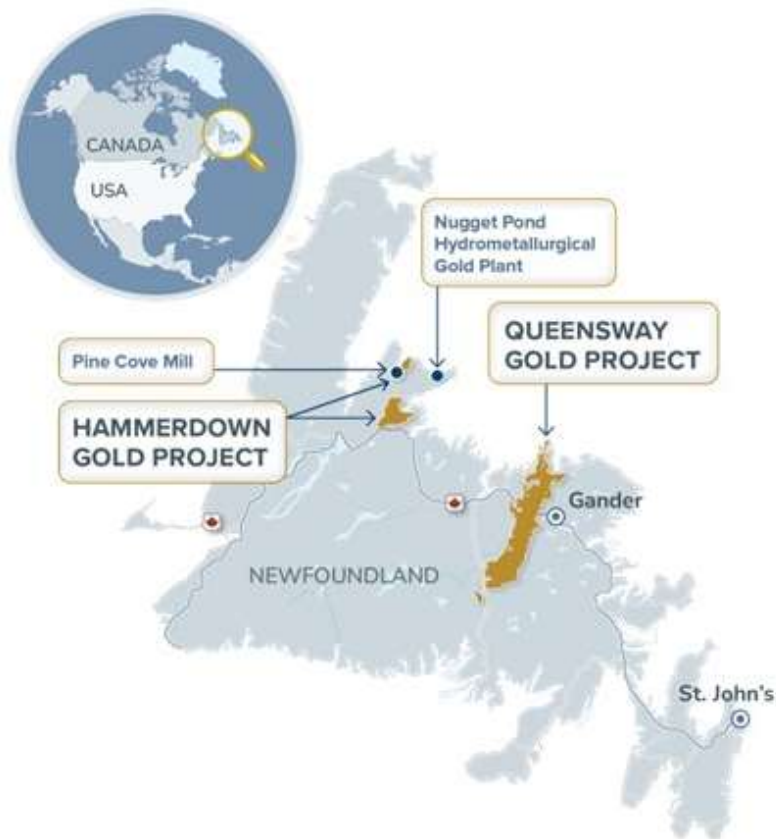 CANADA
USA
Nugget Pond
Hydrometallurgical
Gold Plant
QUEENSWAY
GOLD PROJECT
Pine Cove Mill
HAMMERDOWN
GOLD PROJECT
Gander
NEWFOUNDLAND
St. John's